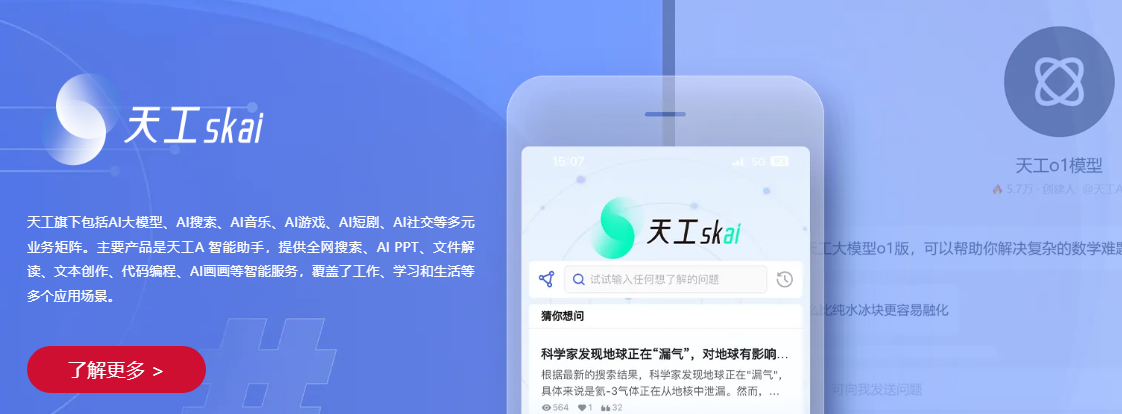 天工skai
天工旗下包括AI大模型、AI搜索、AI音乐、AI游戏、AI短剧、AI社交等多元
业务矩阵。主要产品是天工A 智能助手，提供全网搜索、AI PPT、文件解
读、文本创作、代码编程、AI画画等智能服务，覆盖了工作、学习和生活等
多个应用场景。
了解更多 >
15:07
5G
天工skai
试试输入任何想了解的问题
猜你想问
科学家发现地球正在“漏气”，对地球有影响...
根据最新的搜索结果，科学家发现地球正在"漏气"，
具体来说是氦-3气体正在从地核中泄漏。然而，...
564 1 32
天工o1模型
5.7万 · 创建人 @天工A
工大模型o1版，可以帮助你解决复杂的数学难题
比纯水冰块更容易融化
可向我发送问题